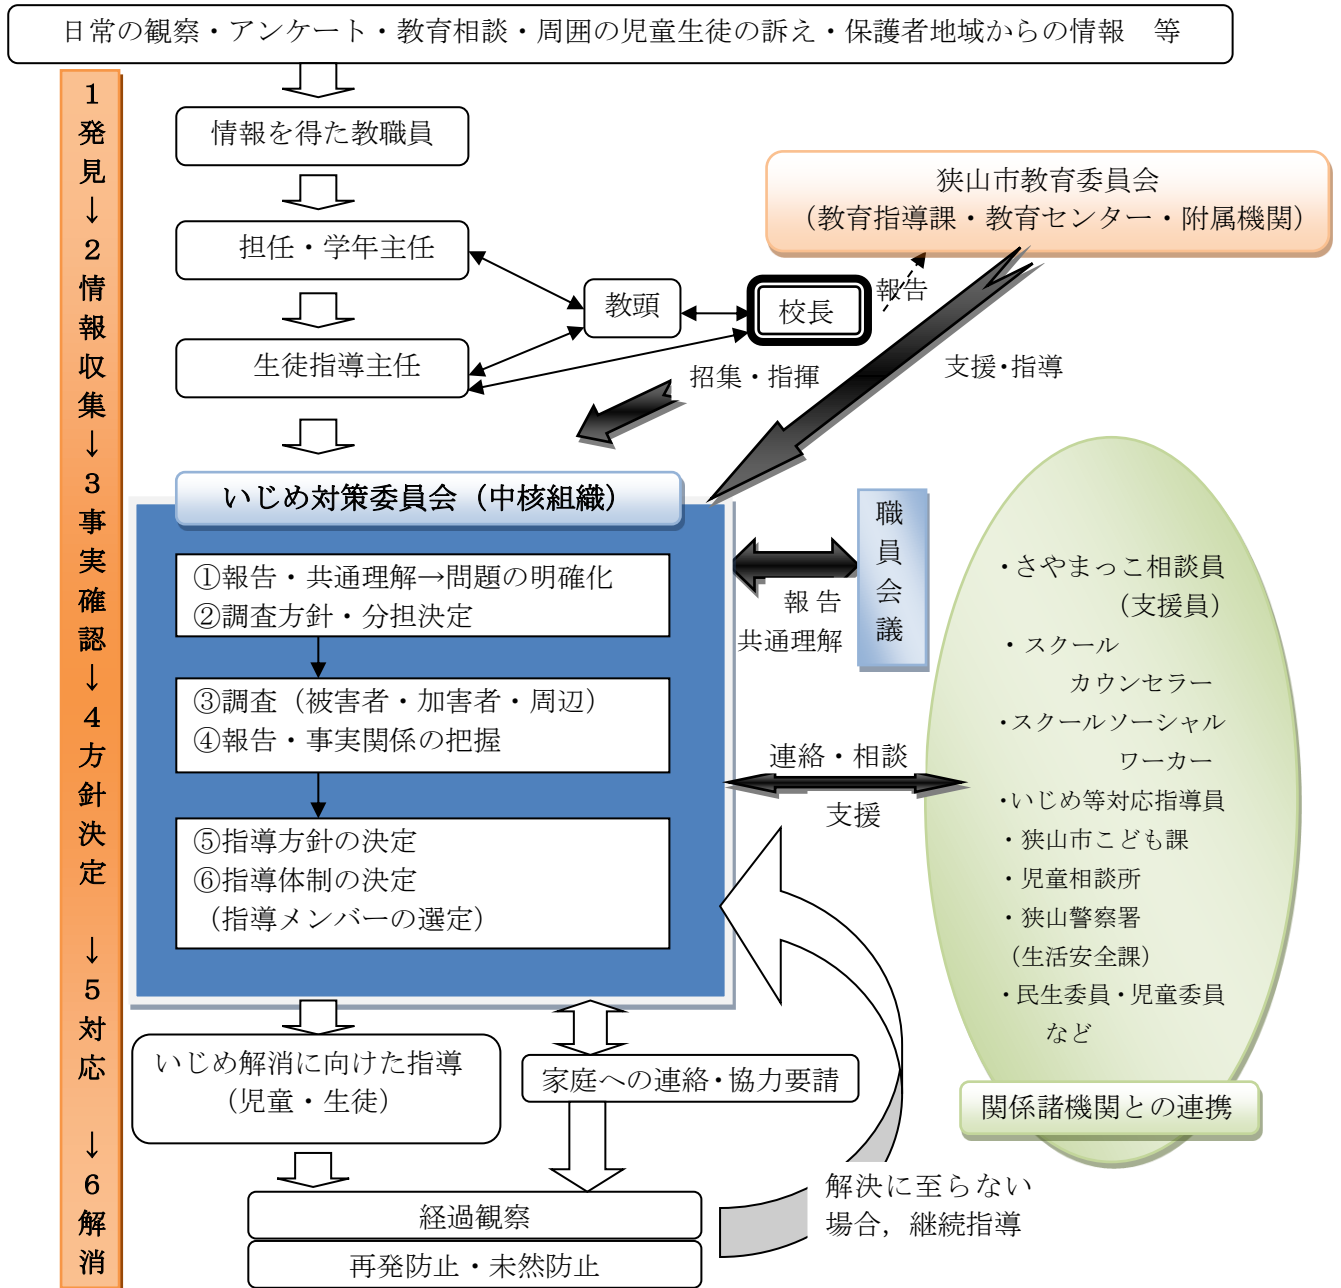 日常の観察・アンケート・教育相談・周囲の児童生徒の訴え・保護者地域からの情報　等
1発見→2情報収集→3事実確認→4方針決定　→5対応　→6解消
情報を得た教職員
狭山市教育委員会
（教育指導課・教育センター・附属機関）
担任・学年主任
教頭
校長
報告
生徒指導主任
招集・指揮
支援・指導
いじめ対策委員会（中核組織）
①報告・共通理解→問題の明確化
②調査方針・分担決定
③調査（被害者・加害者・周辺）
④報告・事実関係の把握
⑤指導方針の決定
⑥指導体制の決定
（指導メンバーの選定）
職員会議
報 告
共通理解
連絡・相談
支援
・さやまっこ相談員
（支援員）
・スクール
カウンセラー
・スクールソーシャル
ワーカー
・いじめ等対応指導員
・狭山市こども課
・児童相談所
・狭山警察署
（生活安全課）
・民生委員・児童委員
など
関係諸機関との連携
いじめ解消に向けた指導
（児童・生徒）
家庭への連絡・協力要請
経過観察
再発防止・未然防止
解決に至らない
場合，継続指導